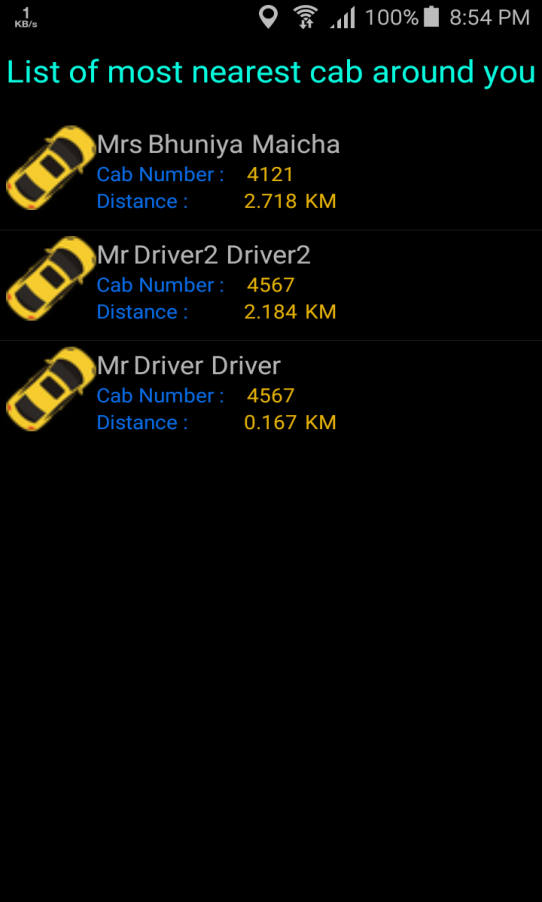 1
KB/s
100% 8:54 PM
List of most nearest cab around you
Mrs Bhuniya Maicha
Cab Number : 4121
Distance : 2.718 KM
Mr Driver2 Driver2
Cab Number : 4567
Distance : 2.184 KM
Mr Driver Driver
Cab Number : 4567
Distance : 0.167 KM